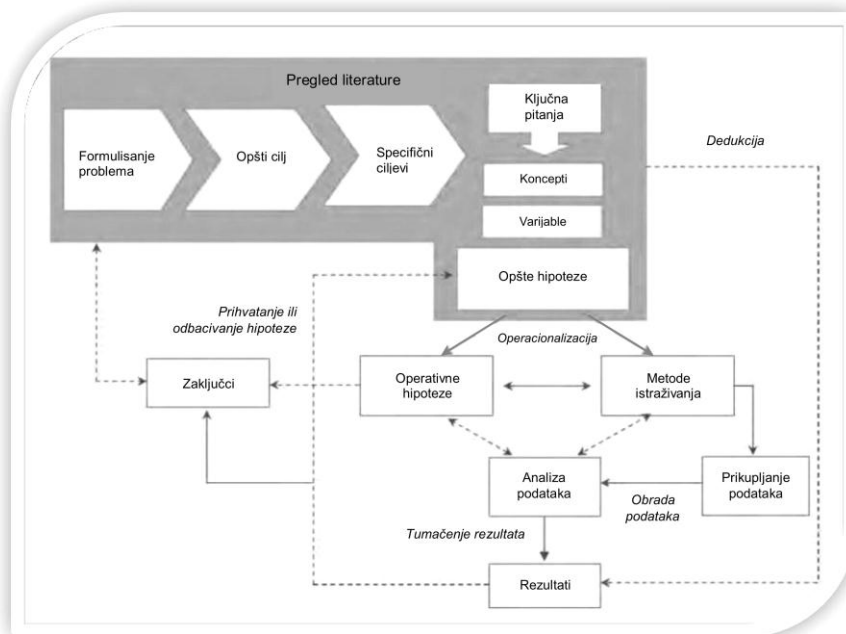 Pregled literature
Formulisanje
problema
Opšti cilj
Specifični
ciljevi
Ključna
pitanja
Koncepti
Varijable
Opšte hipoteze
Dedukcija
Prihvatanje ili
odbacivanje hipoteze
Operacionalizacija
Zaključci
Operativne
hipoteze
Metode
istraživanja
Analiza
podataka
Obrada
podataka
Prikupljanje
podataka
Tumačenje rezultata
Rezultati